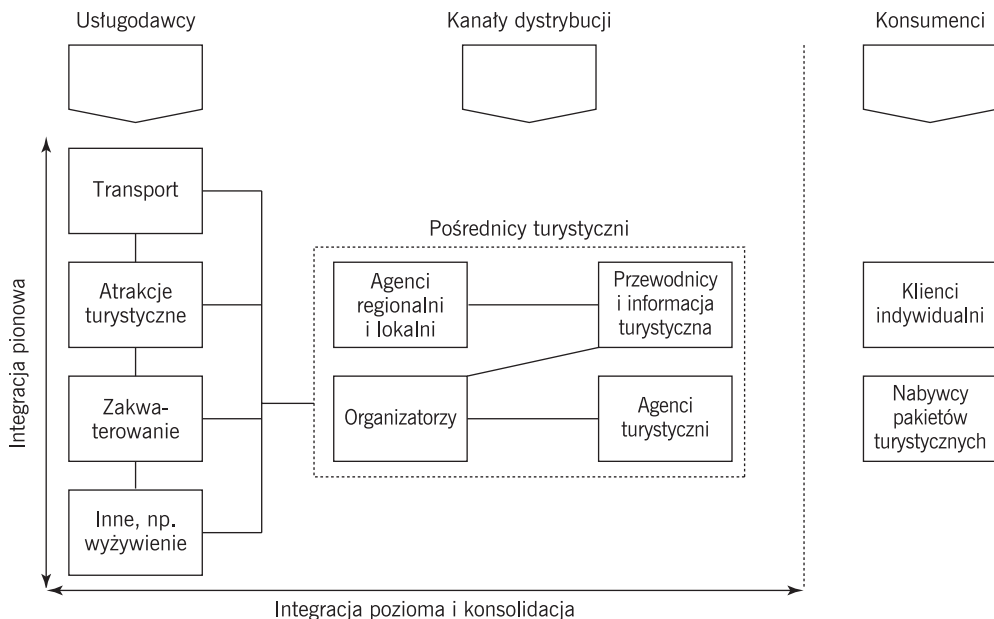 Usługodawcy
Kanały dystrybucji
Konsumenci
Integracja pionowa
Transport
Atrakcje
turystyczne
Zakwa-
terowanie
Inne, np.
wyżywienie
Pośrednicy turystyczni
Agenci
regionalni
i lokalni
Przewodnicy
i informacja
turystyczna
Organizatorzy
Agenci
turystyczni
Klienci
indywidualni
Nabywcy
pakietów
turystycznych
Integracja pozioma i konsolidacja